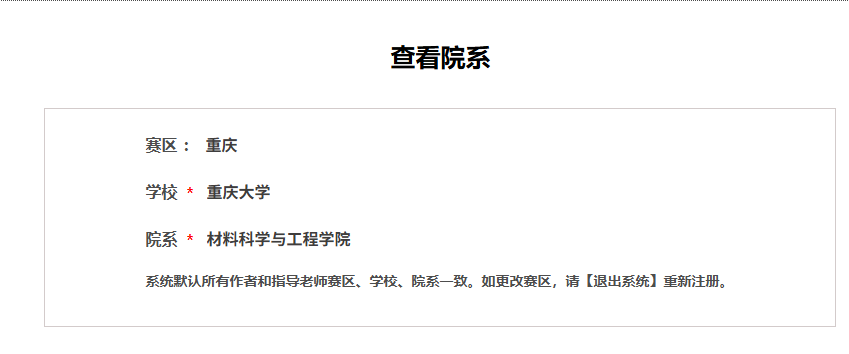 查看院系
赛区： 重庆
学校 * 重庆大学
院系 * 材料科学与工程学院
系统默认所有作者和指导老师赛区、学校、院系一致。如更改赛区，请【退出系统】重新注册。